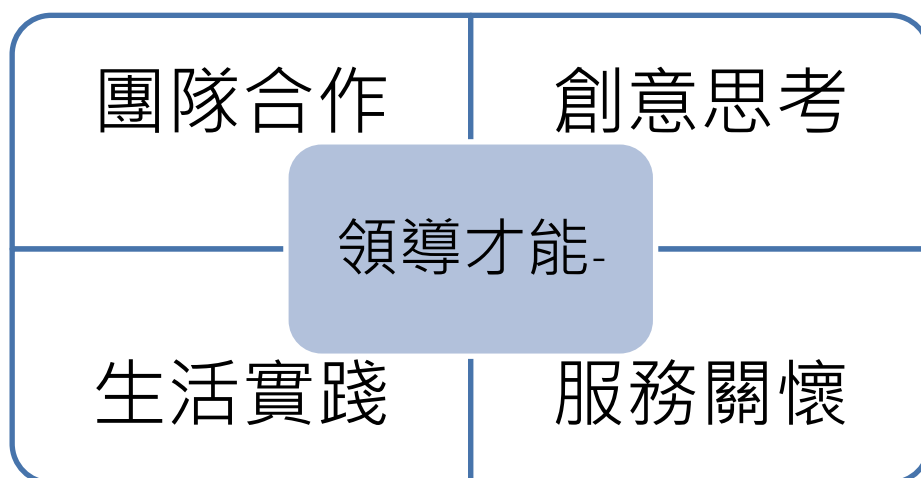 團隊合作
創意思考
領導才能-
生活實踐
服務關懷